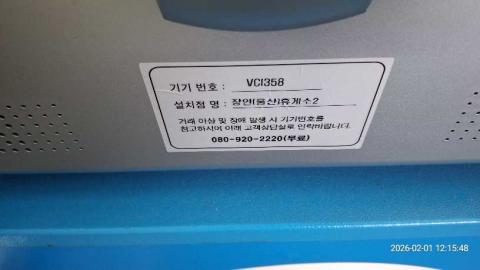 기기 번호 : VCI358
설치점 명 : 장안(울산)휴게소2
거래 이상 및 장애 발생 시 기기번호를
참고하시어 아래 고객상담실로 연락바랍니다.
080-920-2220(무료)
2026-02-01 12:15:48